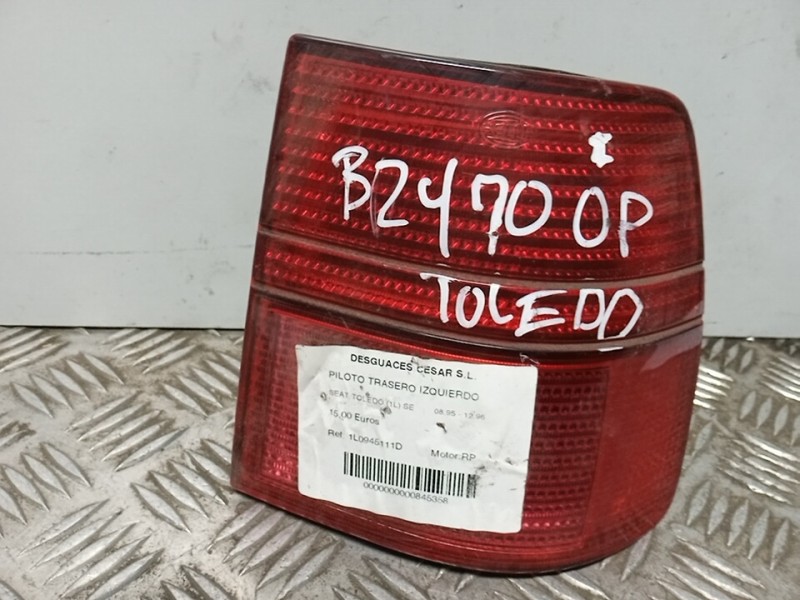 B2470 OP
TOLEDO
DESGUACES CESAR S.L.
PILOTO TRASERO IZQUIERDO
SEAT TOLEDO (1L) SE 08.95 - 12.96
15,00 Euros
Ref. 1L0945111D Motor:RP
0000000000845358